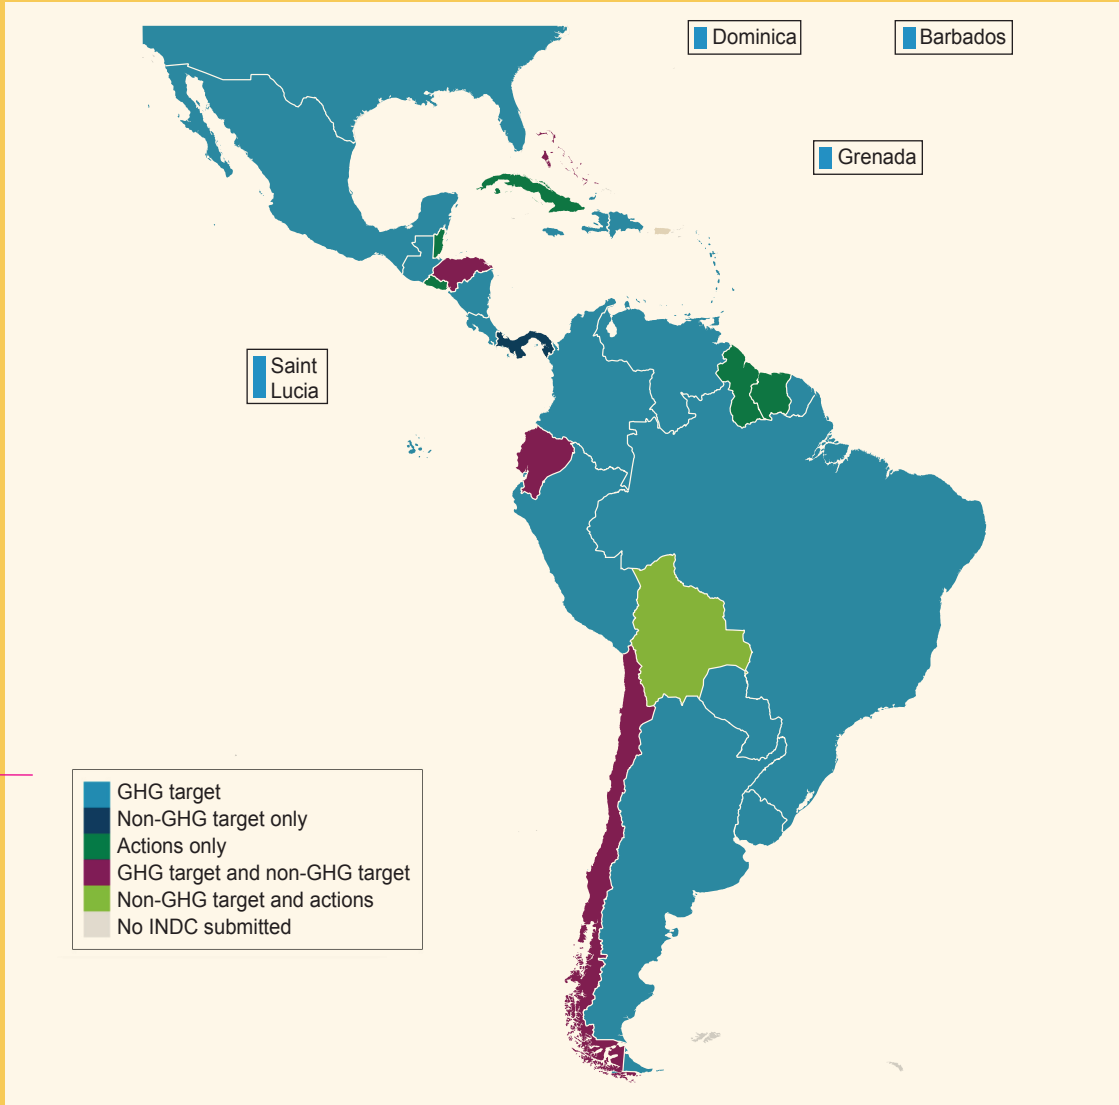 Dominica
Barbados
Grenada
Saint
Lucia
GHG target
Non-GHG target only
Actions only
GHG target and non-GHG target
Non-GHG target and actions
No INDC submitted